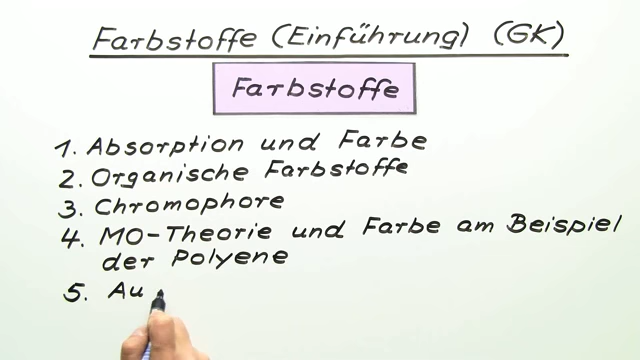 Farbstoffe (Einführung) (GK)
Farbstoffe
1. Absorption und Farbe
2. Organische Farbstoffe
3. Chromophore
4. MO-Theorie und Farbe am Beispiel
der Polyene
5. Au